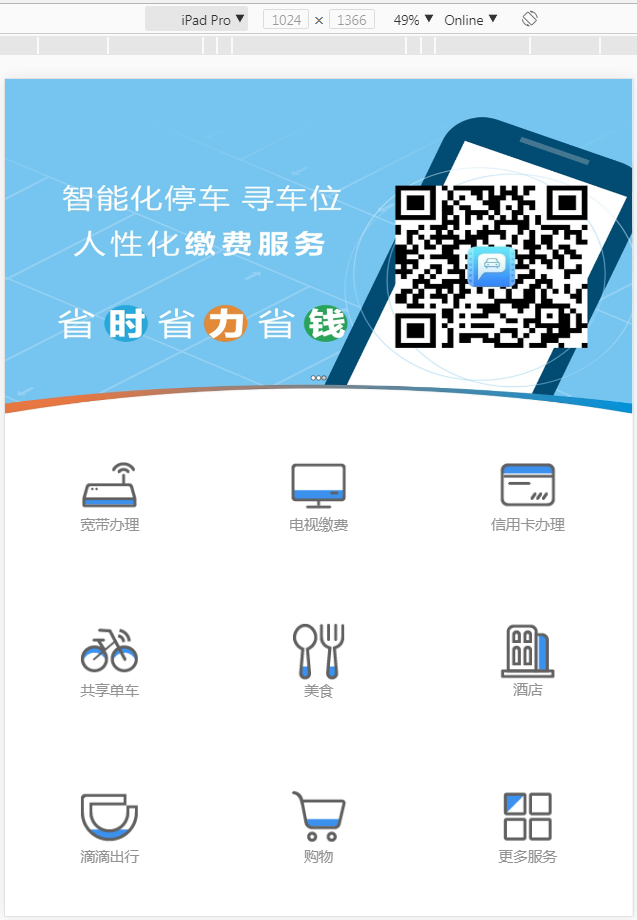 iPad Pro ▼ 1024 × 1366 49% ▼ Online ▼
智能化停车 寻车位
人性化缴费服务
省时省力省钱
宽带办理 电视缴费 信用卡办理
共享单车 美食 酒店
滴滴出行 购物 更多服务